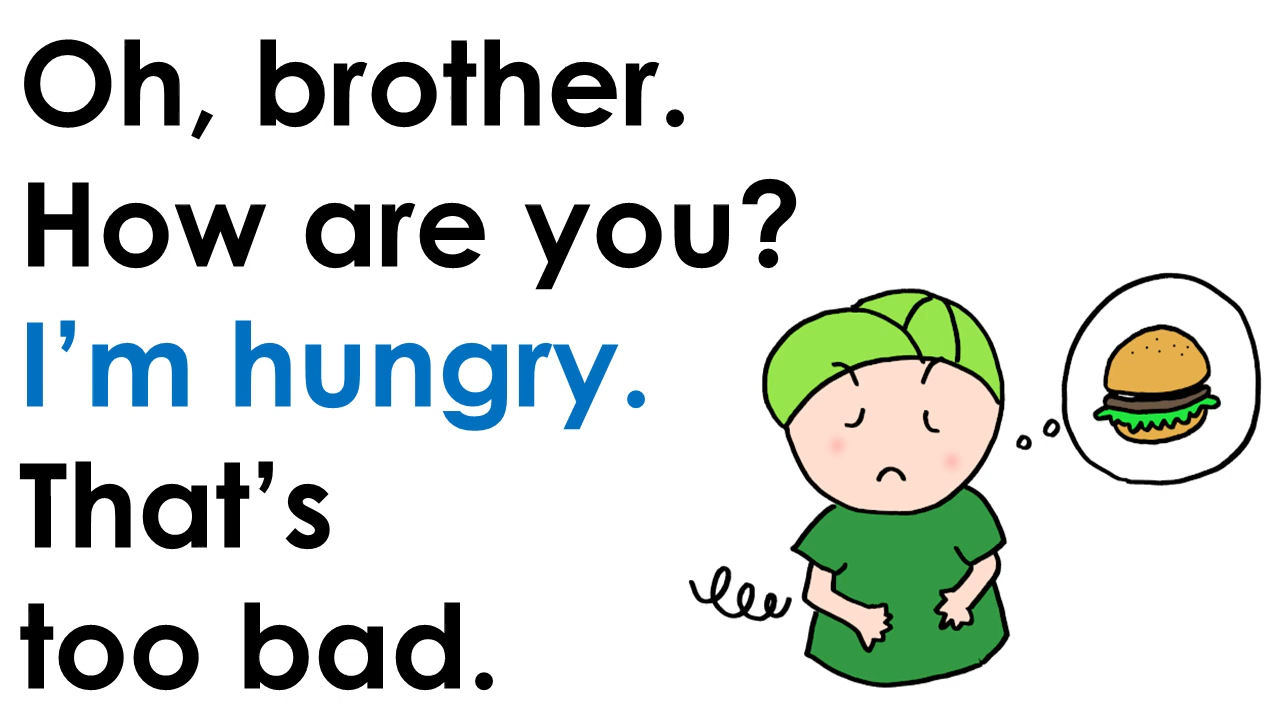 Oh, brother.
How are you?
I’m hungry.
That’s
too bad.